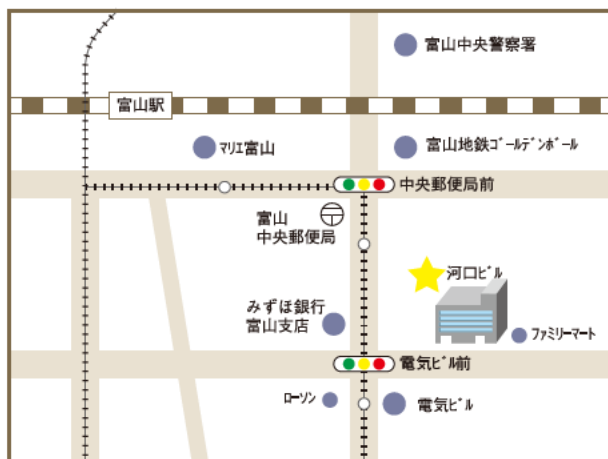 富山中央警察署
富山駅
マリエ富山
富山地鉄ｺﾞｰﾙﾃﾞﾝﾎﾞｰﾙ
中央郵便局前
富山
中央郵便局
河口ﾋﾞﾙ
みずほ銀行
富山支店
ﾌｧﾐﾘｰﾏｰﾄ
電気ﾋﾞﾙ前
ﾛｰｿﾝ
電気ﾋﾞﾙ